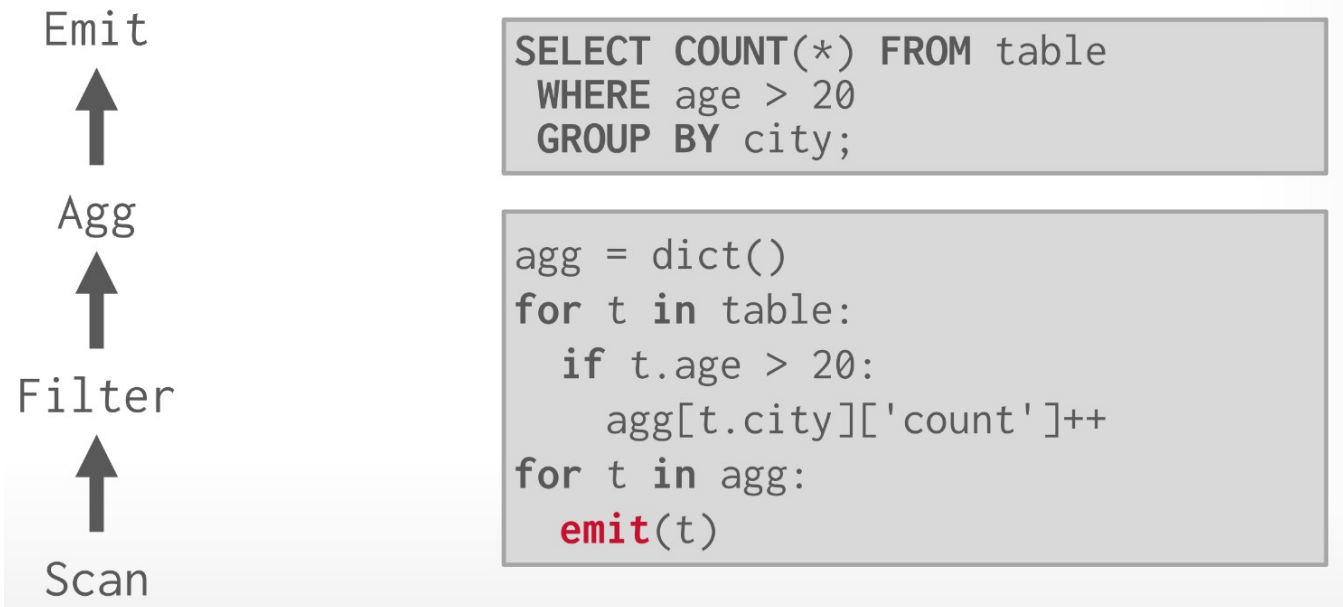 Emit
Agg
Filter
Scan
SELECT COUNT(*) FROM table
WHERE age > 20
GROUP BY city;
agg = dict()
for t in table:
if t.age > 20:
agg[t.city]['count']++
for t in agg:
emit(t)